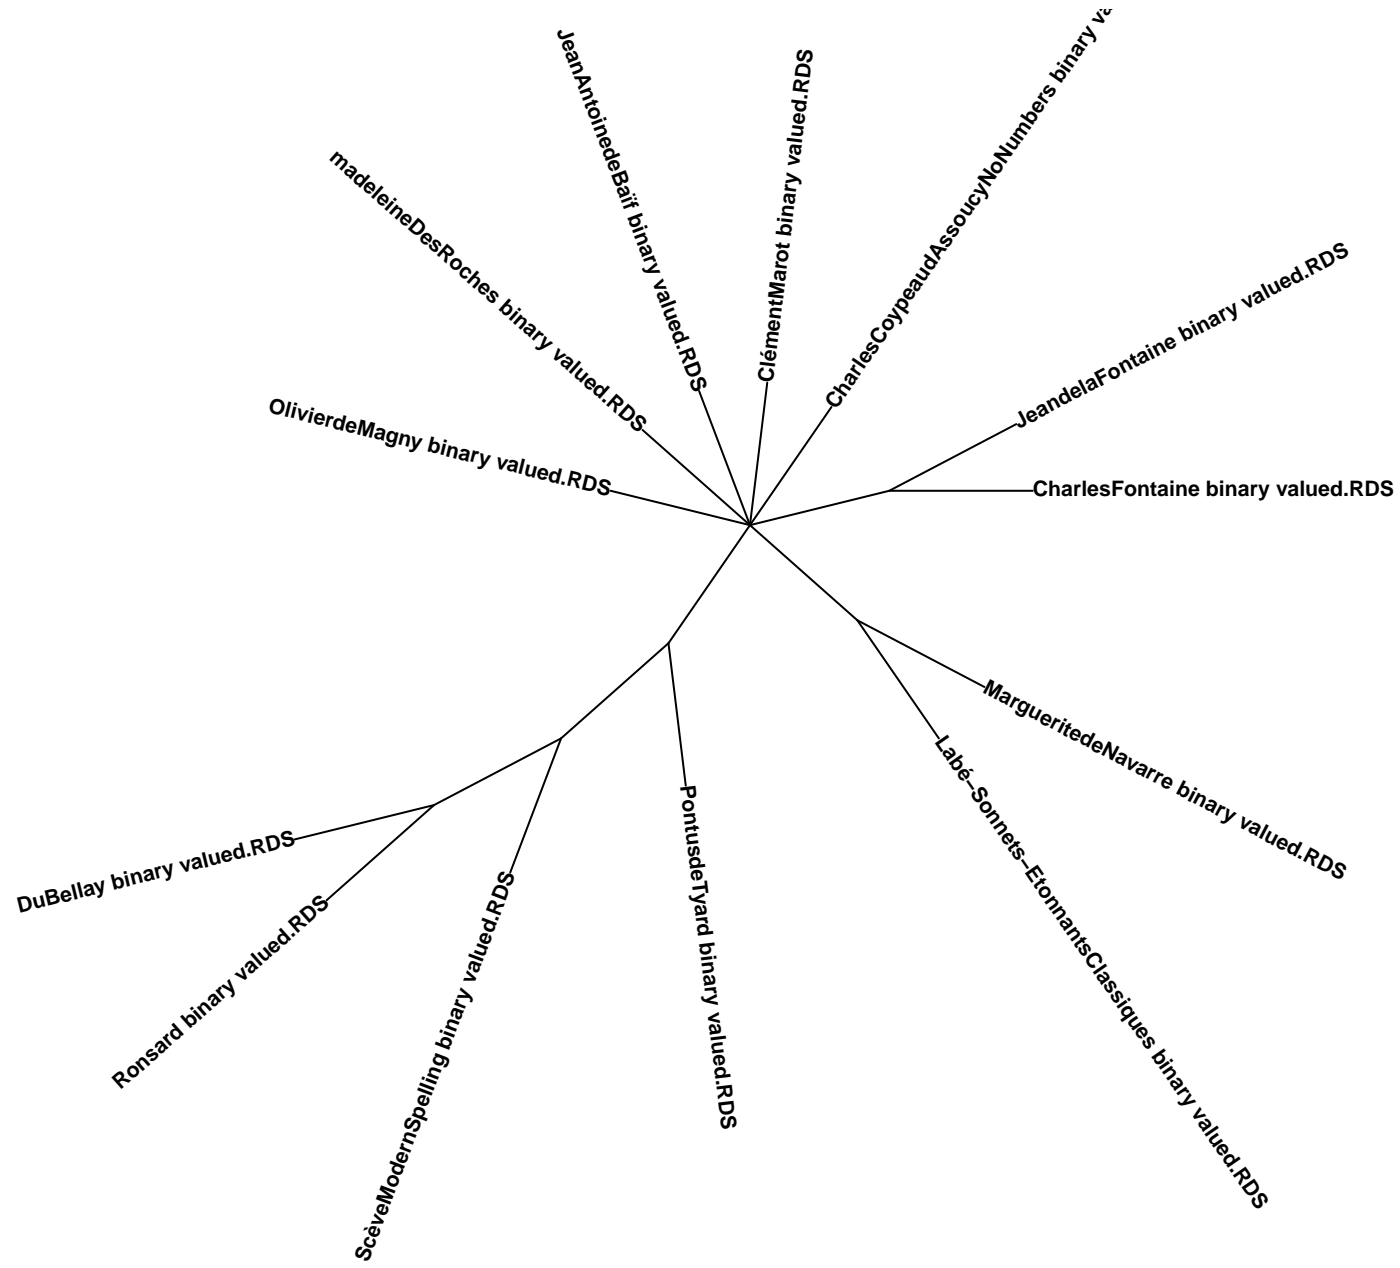 JeanAntoinedeBaïf binary valued.RDS
ClémentMarot binary valued.RDS
CharlesCoypeaudAssoucyNoNumbers binary
madeleineDesRoches binary valued.RDS
JeandelaFontaine binary valued.RDS
OlivierdeMagny binary valued.RDS
CharlesFontaine binary valued.RDS
MargueritedeNavarre binary valued.RDS
Labé–Sonnets–EtonnantsClassiques binary valued.RDS
PontusdeTyard binary valued.RDS
DuBellay binary valued.RDS
Ronsard binary valued.RDS
ScèveModernSpelling binary valued.RDS